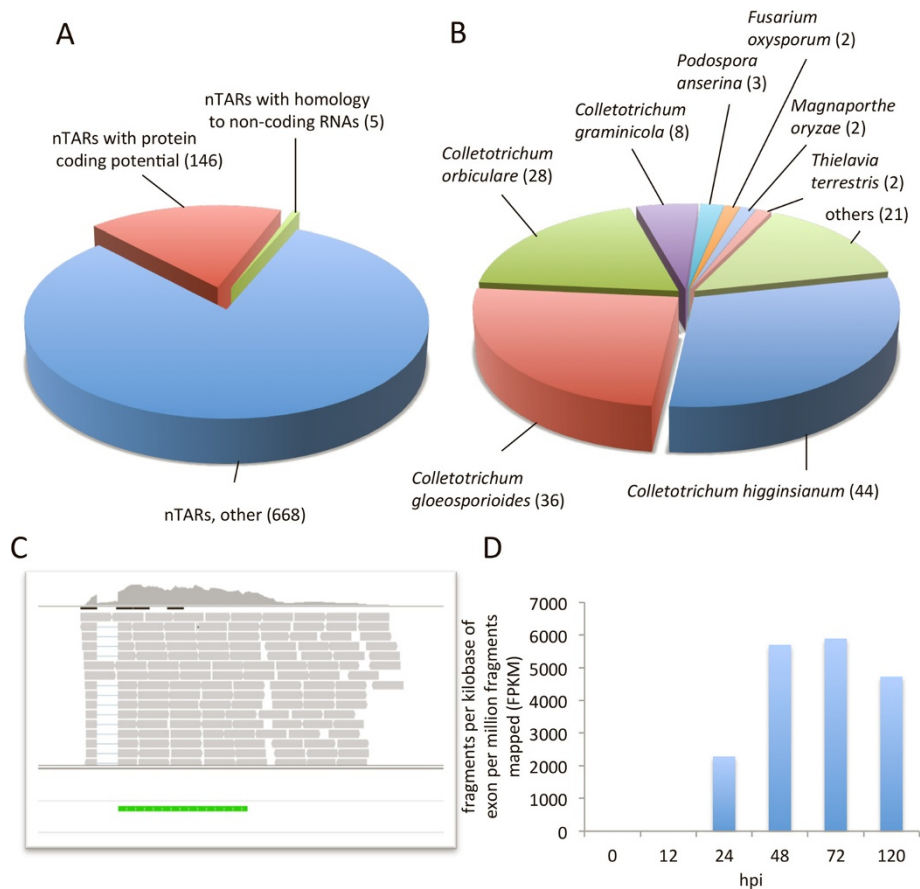 A
nTARs with homology
to non-coding RNAs (5)
nTARs with protein
coding potential (146)
nTARs, other (668)
B
Fusarium
oxysporum (2)
Podospora
anserina (3)
Colletotrichum
graminicola (8)
Magnaporthe
oryzae (2)
Colletotrichum
orbiculare (28)
Thielavia
terrestris (2)
others (21)
Colletotrichum
gloeosporioides (36)
Colletotrichum higginsianum (44)
C
D
fragments per kilobase of
exon per million fragments
mapped (FPKM)
7000
6000
5000
4000
3000
2000
1000
0
0 12 24 48 72 120
hpi